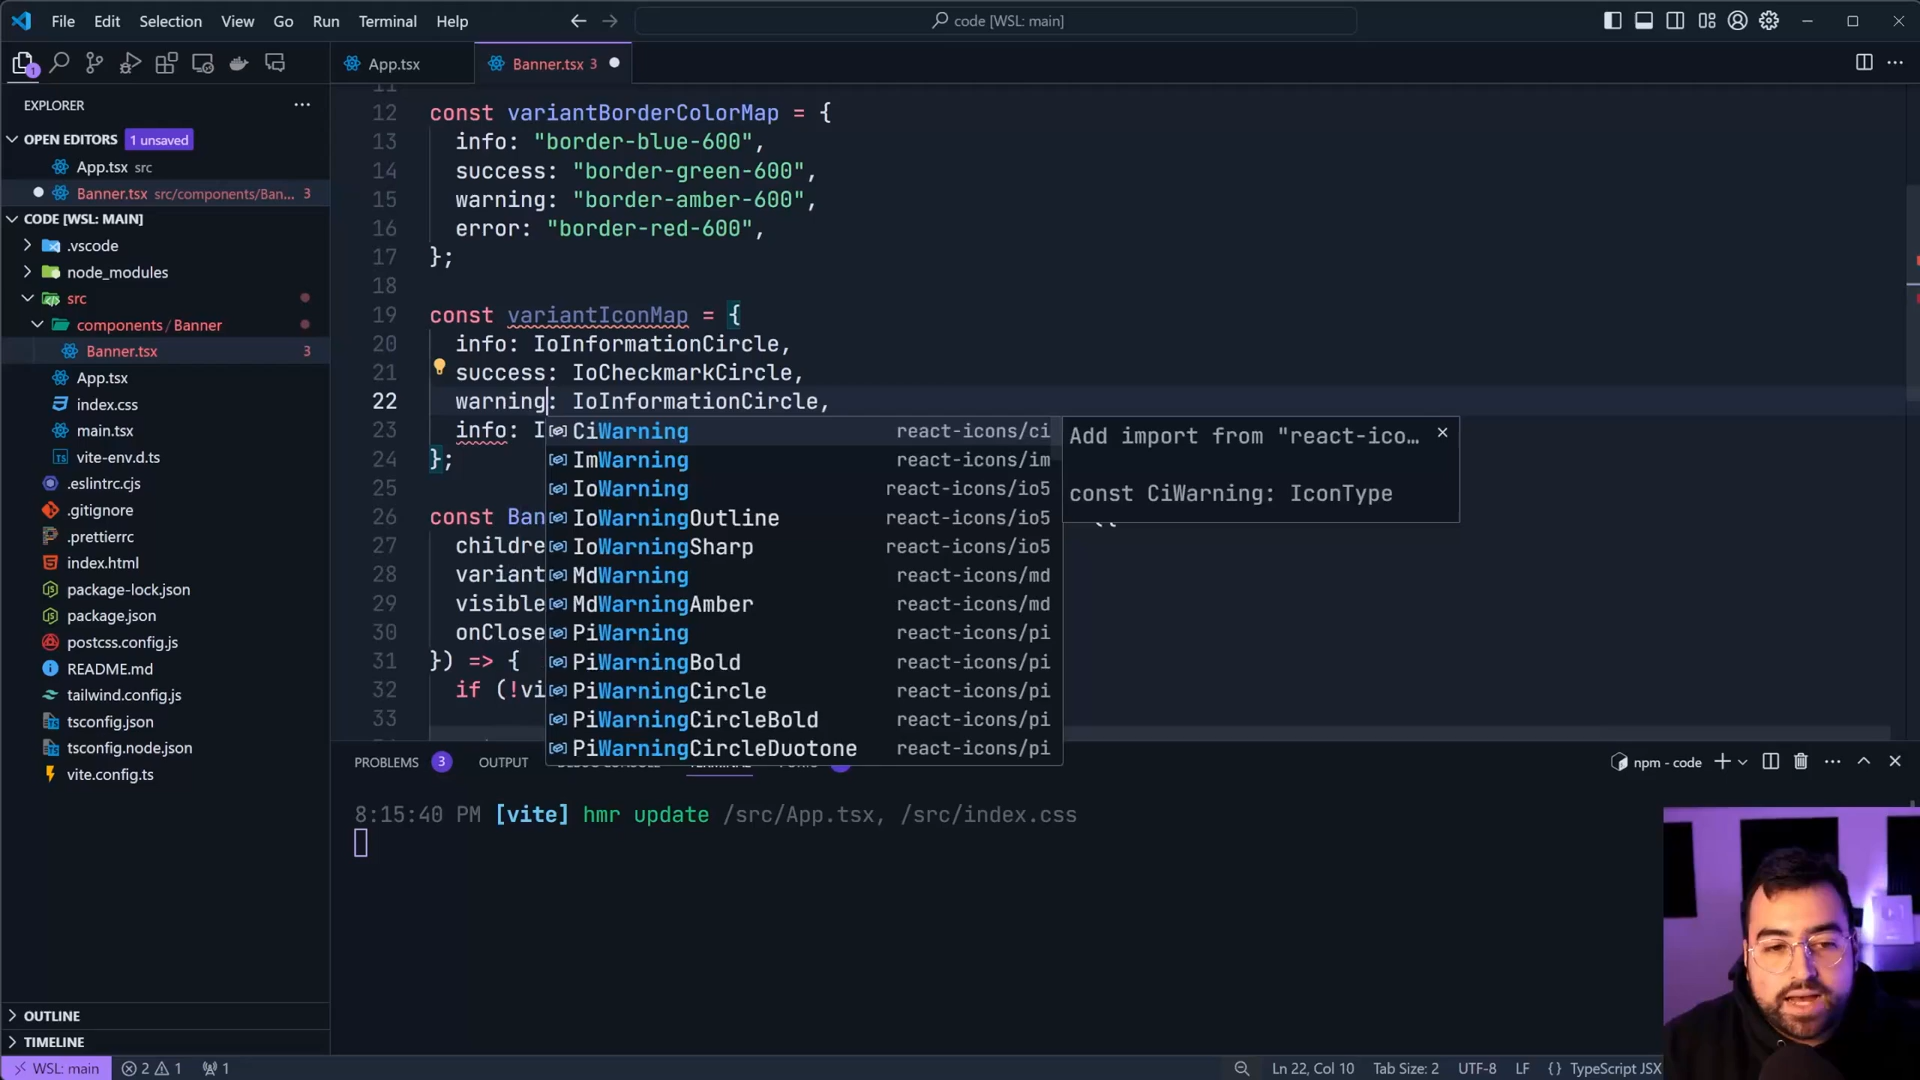 File Edit Selection View Go Run Terminal Help
code [WSL: main]
1
EXPLORER
OPEN EDITORS 1 unsaved
App.tsx src
Banner.tsx src/components/Ban... 3
CODE [WSL: MAIN]
.vscode
node_modules
src
components / Banner
Banner.tsx 3
App.tsx
index.css
main.tsx
vite-env.d.ts
.eslintrc.cjs
.gitignore
.prettierrc
index.html
package-lock.json
package.json
postcss.config.js
README.md
tailwind.config.js
tsconfig.json
tsconfig.node.json
vite.config.ts
OUTLINE
TIMELINE
App.tsx
Banner.tsx 3
11
12 const variantBorderColorMap = {
13 info: "border-blue-600",
14 success: "border-green-600",
15 warning: "border-amber-600",
16 error: "border-red-600",
17 };
18
19 const variantIconMap = {
20 info: IoInformationCircle,
21 success: IoCheckmarkCircle,
22 warning: IoInformationCircle,
23 info: I
24 };
25
26 const Ban
27 childre
28 variant
29 visible
30 onClose
31 }) => {
32 if (!vi
33
CiWarning react-icons/ci
ImWarning react-icons/im
IoWarning react-icons/io5
IoWarningOutline react-icons/io5
IoWarningSharp react-icons/io5
MdWarning react-icons/md
MdWarningAmber react-icons/md
PiWarning react-icons/pi
PiWarningBold react-icons/pi
PiWarningCircle react-icons/pi
PiWarningCircleBold react-icons/pi
PiWarningCircleDuotone react-icons/pi
Add import from "react-ico…
const CiWarning: IconType
PROBLEMS 3 OUTPUT
npm - code
8:15:40 PM [vite] hmr update /src/App.tsx, /src/index.css
WSL: main 2 1 1
Ln 22, Col 10 Tab Size: 2 UTF-8 LF {} TypeScript JSX